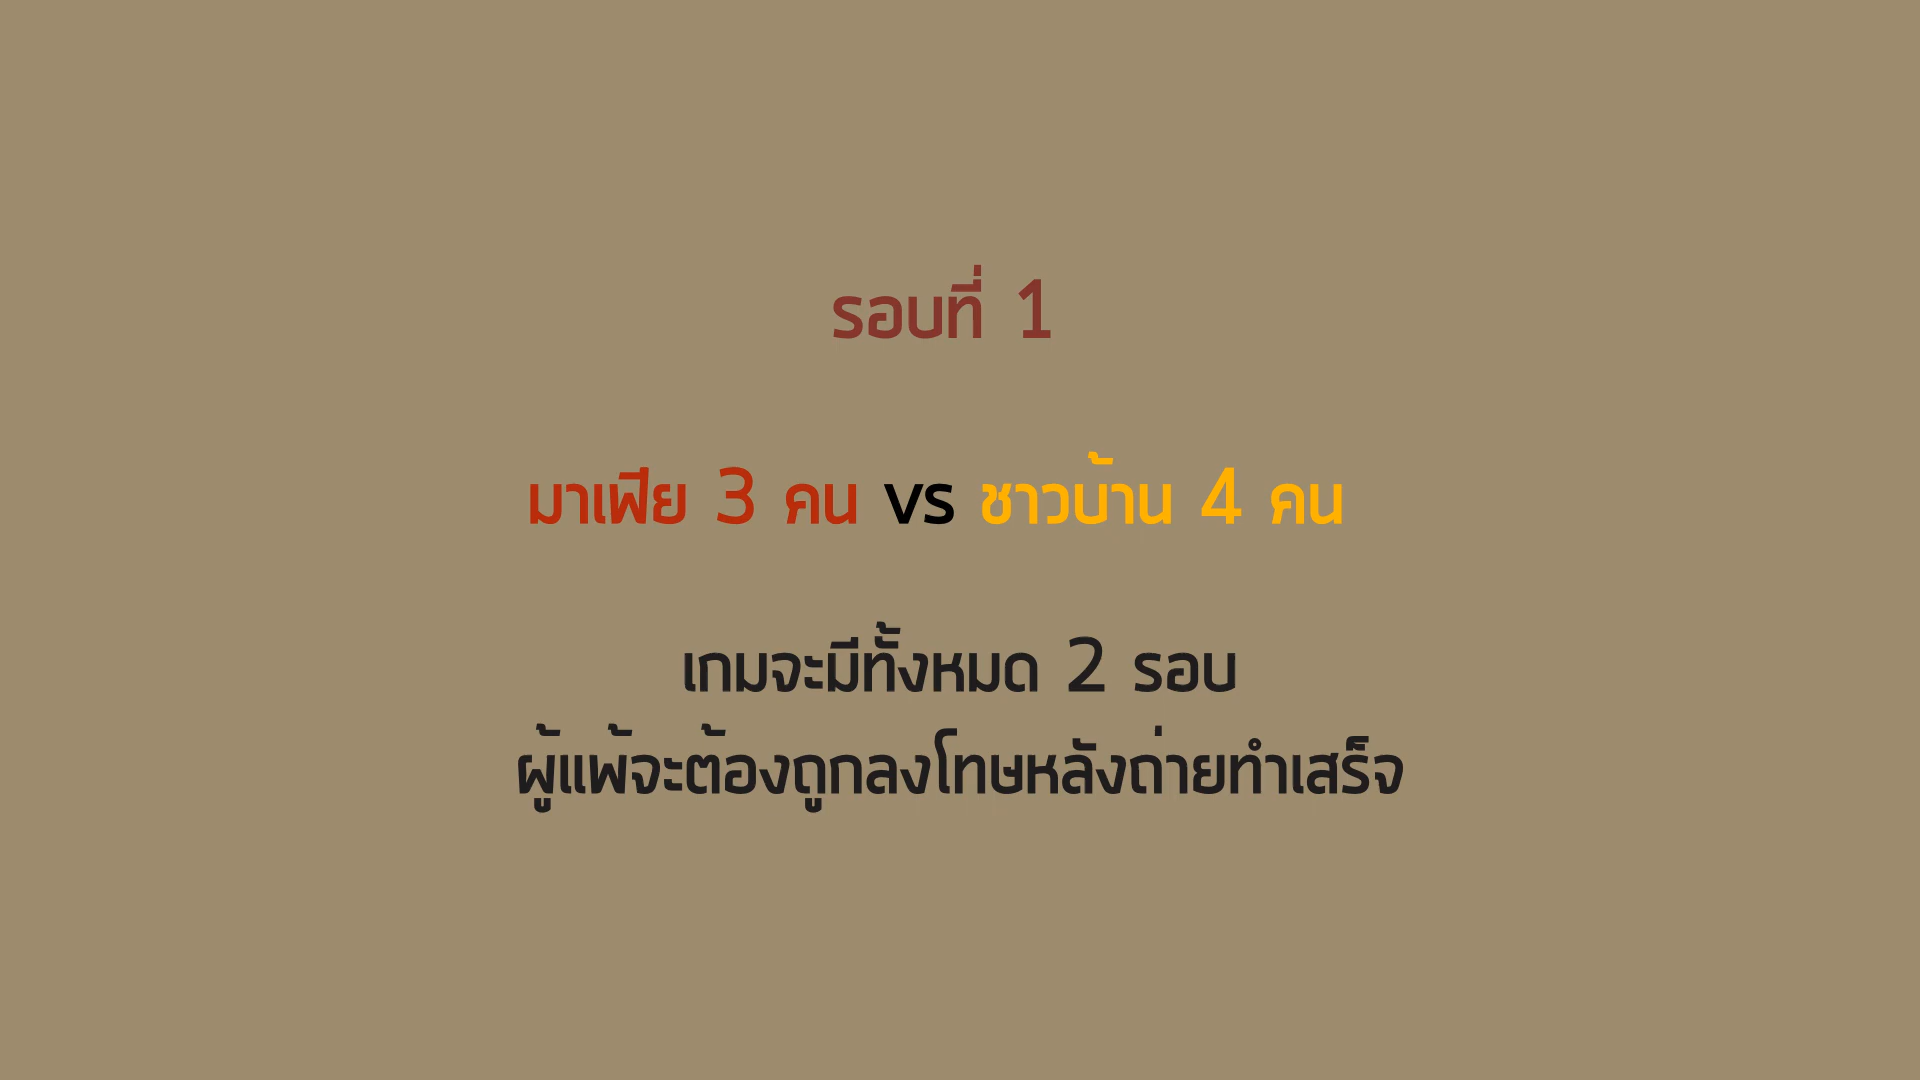 รอบที่ 1
มาเฟีย 3 คน vs ชาวบ้าน 4 คน
เกมจะมีทั้งหมด 2 รอบ
ผู้แพ้จะต้องถูกลงโทษหลังถ่ายทำเสร็จ